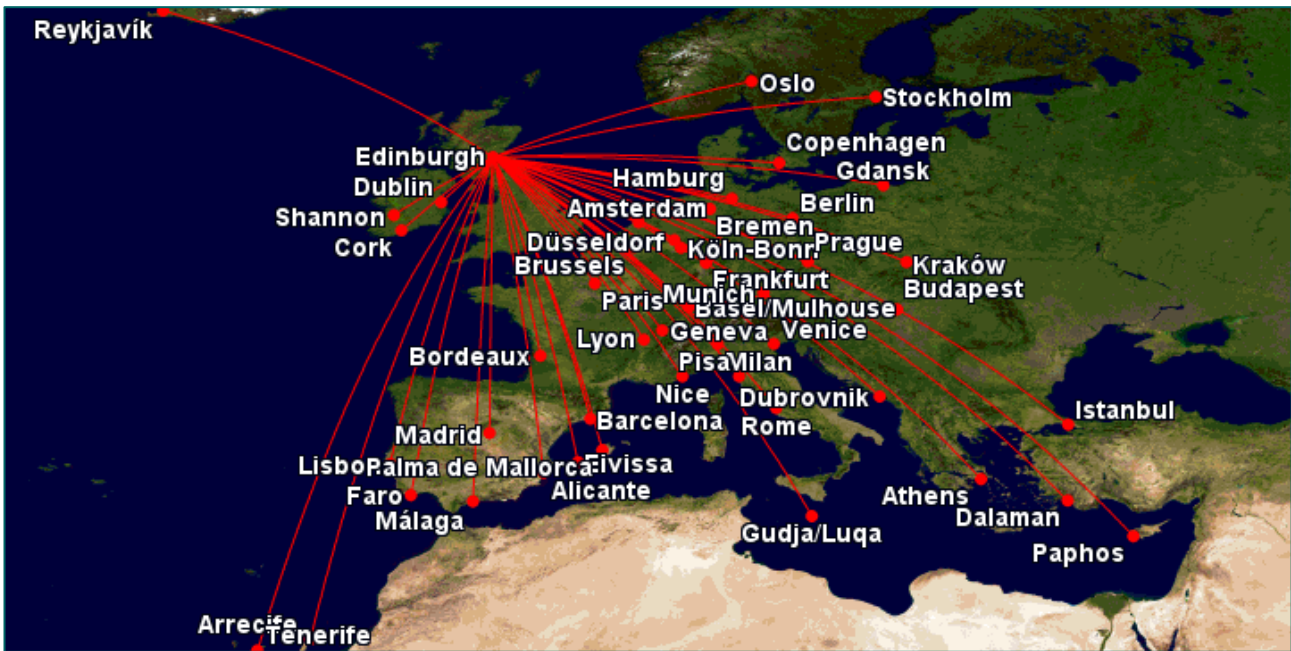 Reykjavík
Oslo
Stockholm
Edinburgh
Copenhagen
Gdansk
Dublin
Hamburg
Shannon
Amsterdam
Berlin
Bremen
Cork
Düsseldorf
Köln-Bonn
Prague
Brussels
Frankfurt
Kraków
Budapest
Paris
Munich
Basel/Mulhouse
Lyon
Geneva
Venice
Bordeaux
Pisa
Milan
Nice
Dubrovnik
Istanbul
Barcelona
Rome
Madrid
Lisbo
Palma de Mallorca
Eivissa
Alicante
Faro
Málaga
Athens
Dalaman
Gudja/Luqa
Paphos
Arrecife
Tenerife